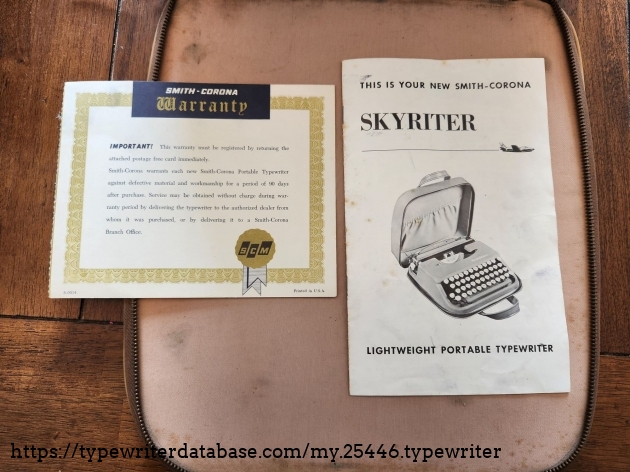 SMITH-CORONA
Warranty
IMPORTANT! This warranty must be registered by returning the
attached postage free card immediately.
Smith-Corona warrants each new Smith-Corona Portable Typewriter
against defective material and workmanship for a period of 90 days
after purchase. Service may be obtained without charge during war-
ranty period by delivering the typewriter to the authorized dealer from
whom it was purchased, or by delivering it to a Smith-Corona
Branch Office.
SCM
Printed in U.S.A.
THIS IS YOUR NEW SMITH-CORONA
SKYRITER
LIGHTWEIGHT PORTABLE TYPEWRITER
https://typewriterdatabase.com/my.25446.typewriter